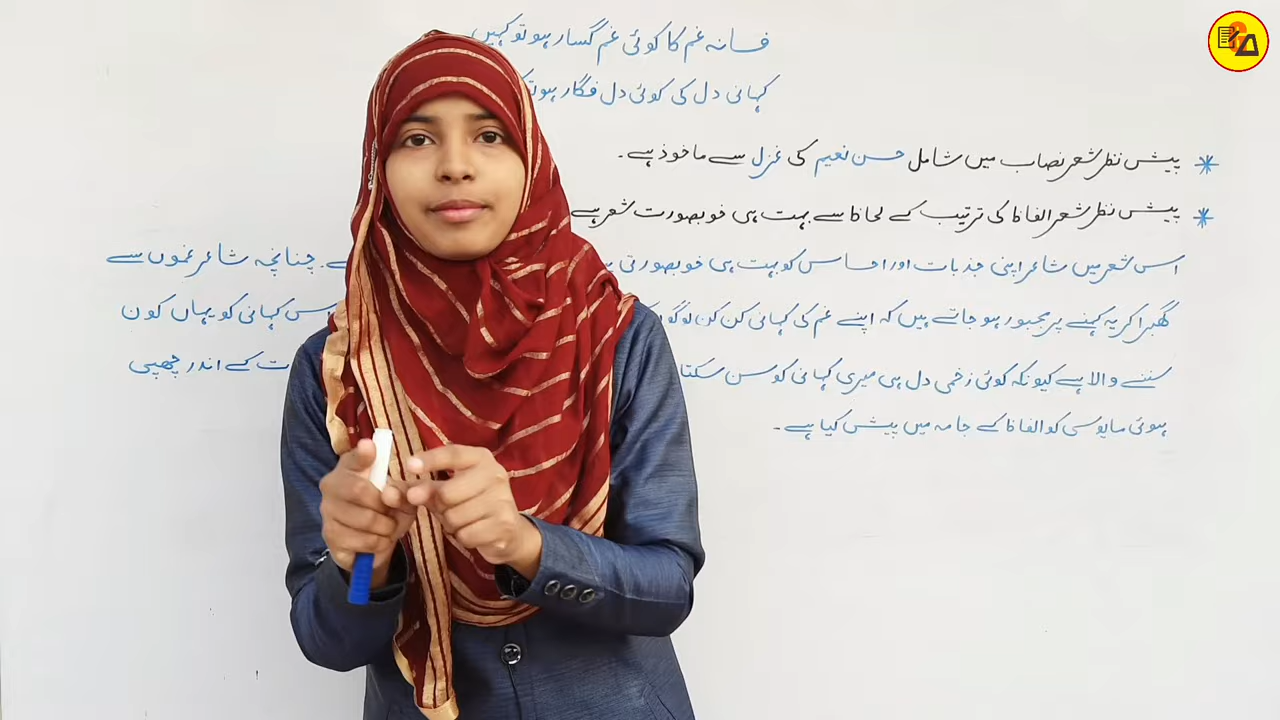 فسانہ غم کا کوئی غم گسار ہو تو کہیں
کہانی دل کی کوئی دل فگار ہو تو
پیش نظر شعر نصاب میں شامل حسن نعیم کی غزل سے ماخوذ ہے۔
پیش نظر شعر الفاظ کی ترتیب کے لحاظ سے بہت ہی خوبصورت شعر ہے
اس شعر میں شاعر اپنی جذبات اور احساس کو بہت ہی خوبصورتی چنانچہ شاعر غموں سے
گھبرا کر یہ کہنے پر مجبور ہو جاتے ہیں کہ اپنے غم کی کہانی کن کن لوگوں اس کہانی کو یہاں کون
سننے والا ہے کیونکہ کوئی زخمی دل ہی میری کہانی کو سن سکتا کے اندر چھپی
ہوئی مایوسی کو الفاظ کے جامہ میں پیش کیا ہے۔